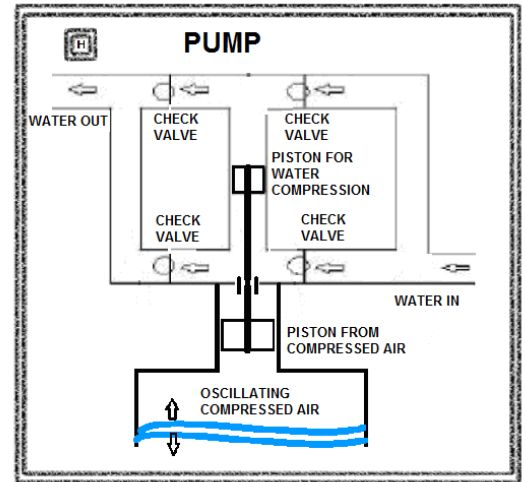 H
PUMP
WATER OUT
CHECK
VALVE
CHECK
VALVE
PISTON FOR
WATER
COMPRESSION
CHECK
VALVE
CHECK
VALVE
WATER IN
PISTON FROM
COMPRESSED AIR
OSCILLATING
COMPRESSED AIR